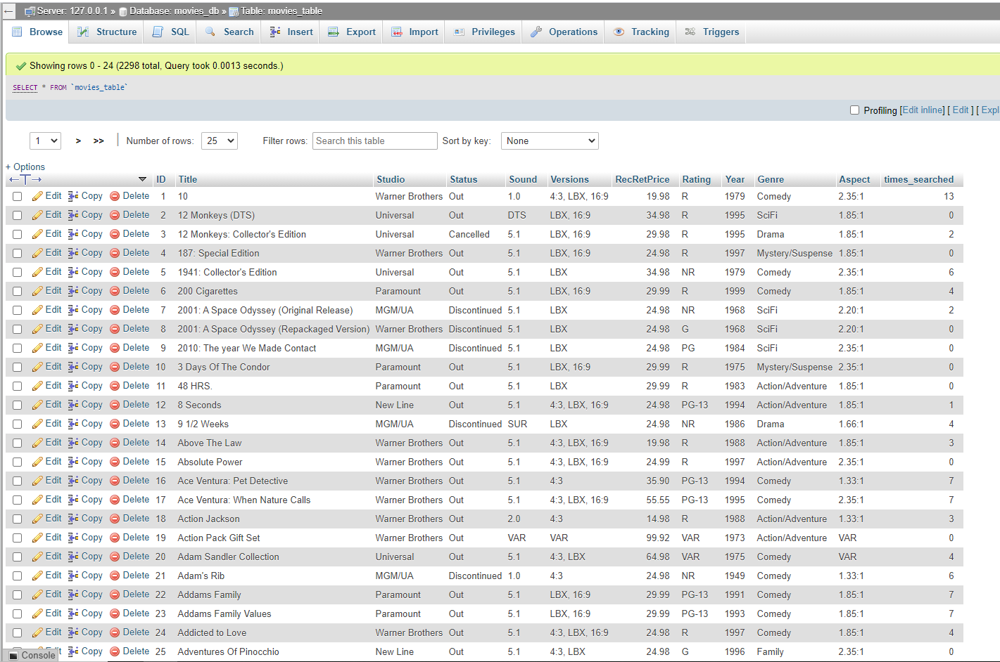 Server: 127.0.0.1 » Database: movies_db » Table: movies_table
Browse Structure SQL Search Insert Export Import Privileges Operations Tracking Triggers
Showing rows 0 - 24 (2298 total, Query took 0.0013 seconds.)
SELECT * FROM `movies_table`
Profiling [Edit inline] [ Edit ] [ Expl
1 > >> Number of rows: 25 Filter rows: Search this table Sort by key: None
+ Options
←T→ ID Title Studio Status Sound Versions RecRetPrice Rating Year Genre Aspect times_searched
Edit Copy Delete 1 10 Warner Brothers Out 1.0 4:3, LBX, 16:9 19.98 R 1979 Comedy 2.35:1 13
Edit Copy Delete 2 12 Monkeys (DTS) Universal Out DTS LBX, 16:9 34.98 R 1995 SciFi 1.85:1 0
Edit Copy Delete 3 12 Monkeys: Collector's Edition Universal Cancelled 5.1 LBX, 16:9 29.98 R 1995 Drama 1.85:1 2
Edit Copy Delete 4 187: Special Edition Warner Brothers Out 5.1 LBX, 16:9 24.98 R 1997 Mystery/Suspense 1.85:1 0
Edit Copy Delete 5 1941: Collector's Edition Universal Out 5.1 LBX 34.98 NR 1979 Comedy 2.35:1 6
Edit Copy Delete 6 200 Cigarettes Paramount Out 5.1 LBX, 16:9 29.99 R 1999 Comedy 1.85:1 4
Edit Copy Delete 7 2001: A Space Odyssey (Original Release) MGM/UA Discontinued 5.1 LBX 24.98 NR 1968 SciFi 2.20:1 2
Edit Copy Delete 8 2001: A Space Odyssey (Repackaged Version) Warner Brothers Discontinued 5.1 LBX 24.98 G 1968 SciFi 2.20:1 0
Edit Copy Delete 9 2010: The year We Made Contact MGM/UA Discontinued 5.1 LBX 24.98 PG 1984 SciFi 2.35:1 0
Edit Copy Delete 10 3 Days Of The Condor Paramount Out 5.1 LBX, 16:9 29.99 R 1975 Mystery/Suspense 2.35:1 0
Edit Copy Delete 11 48 HRS. Paramount Out 5.1 LBX 29.99 R 1983 Action/Adventure 1.85:1 0
Edit Copy Delete 12 8 Seconds New Line Out 5.1 4:3, LBX, 16:9 24.98 PG-13 1994 Action/Adventure 1.85:1 1
Edit Copy Delete 13 9 1/2 Weeks MGM/UA Discontinued SUR LBX 24.98 NR 1986 Drama 1.66:1 4
Edit Copy Delete 14 Above The Law Warner Brothers Out 5.1 4:3, LBX, 16:9 19.98 R 1988 Action/Adventure 1.85:1 3
Edit Copy Delete 15 Absolute Power Warner Brothers Out 5.1 4:3, LBX, 16:9 24.99 R 1997 Action/Adventure 2.35:1 0
Edit Copy Delete 16 Ace Ventura: Pet Detective Warner Brothers Out 5.1 4:3 35.90 PG-13 1994 Comedy 1.33:1 7
Edit Copy Delete 17 Ace Ventura: When Nature Calls Warner Brothers Out 5.1 4:3, LBX, 16:9 55.55 PG-13 1995 Comedy 2.35:1 7
Edit Copy Delete 18 Action Jackson Warner Brothers Out 2.0 4:3 14.98 R 1988 Action/Adventure 1.33:1 3
Edit Copy Delete 19 Action Pack Gift Set Warner Brothers Out VAR VAR 99.92 VAR 1973 Action/Adventure VAR 0
Edit Copy Delete 20 Adam Sandler Collection Universal Out 5.1 4:3, LBX 64.98 VAR 1975 Comedy VAR 4
Edit Copy Delete 21 Adam's Rib MGM/UA Discontinued 1.0 4:3 24.98 NR 1949 Comedy 1.33:1 6
Edit Copy Delete 22 Addams Family Paramount Out 5.1 LBX, 16:9 29.99 PG-13 1991 Comedy 1.85:1 7
Edit Copy Delete 23 Addams Family Values Paramount Out 5.1 LBX, 16:9 29.99 PG-13 1993 Comedy 1.85:1 7
Edit Copy Delete 24 Addicted to Love Warner Brothers Out 5.1 4:3, LBX, 16:9 24.98 R 1997 Comedy 1.85:1 4
Copy Delete 25 Adventures Of Pinocchio New Line Out 5.1 4:3, LBX, 16:9 24.98 G 1996 Family 2.35:1 0
Console